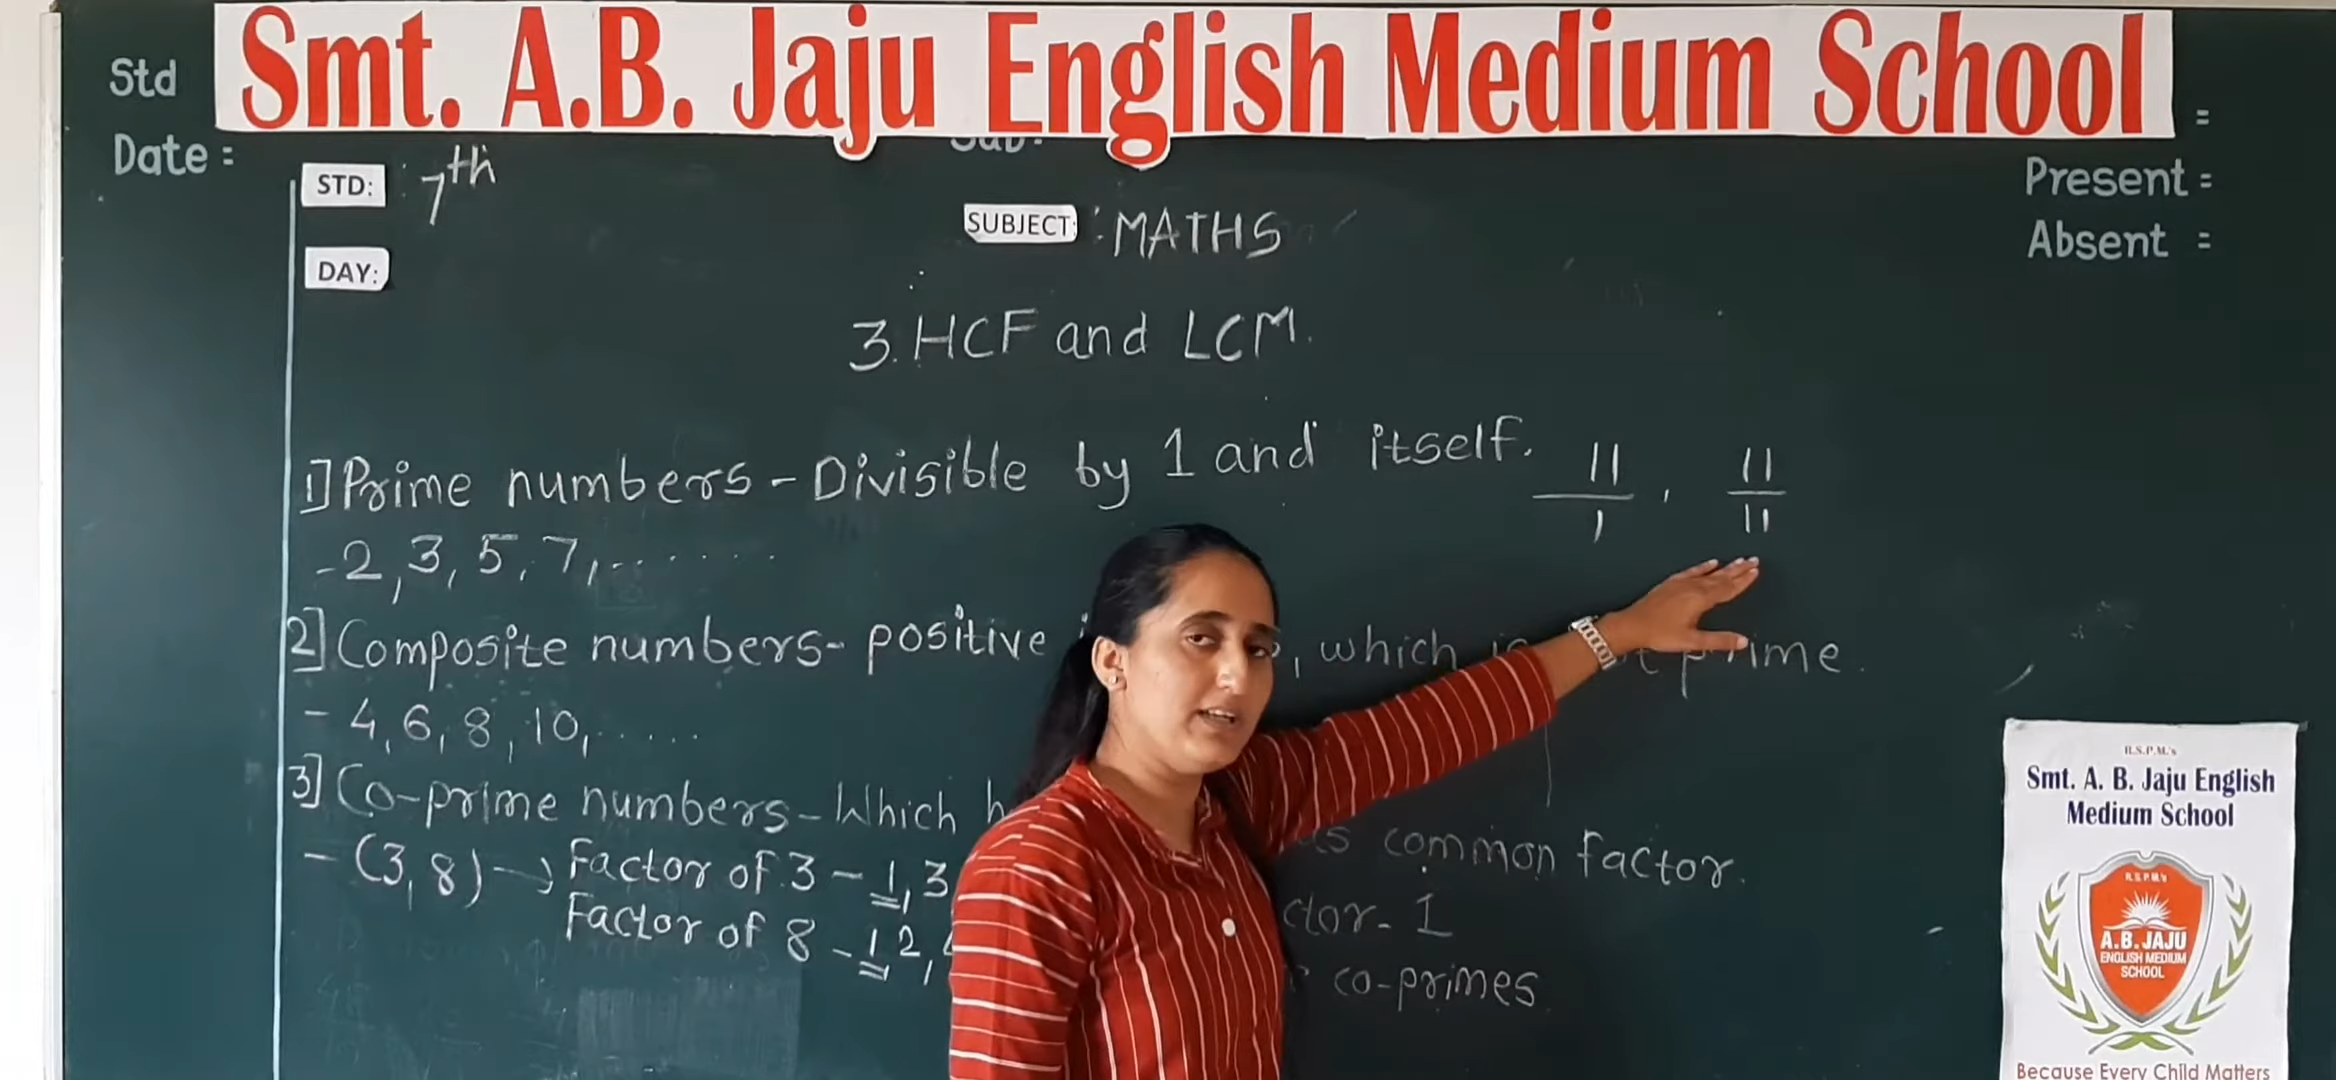 Smt. A.B. Jaju English Medium School
Std
=
Date :
Present =
Absent =
STD: : 7th
SUBJECT: : MATHS
DAY:
3. HCF and LCM.
1] Prime numbers - Divisible by 1 and itself. 11/1 , 11/11
- 2, 3, 5, 7, .......
2] Composite numbers - positive , which prime.
- 4, 6, 8, 10, .....
3] Co-prime numbers - Which common factor.
- (3, 8) → Factor of 3 - 1, 3
Factor of 8 - 1, 2,
- 1
co-primes
R.S.P.M.'s
Smt. A. B. Jaju English
Medium School
R.S.P.M.'s
A.B. JAJU
ENGLISH MEDIUM
SCHOOL
Because Every Child Matters